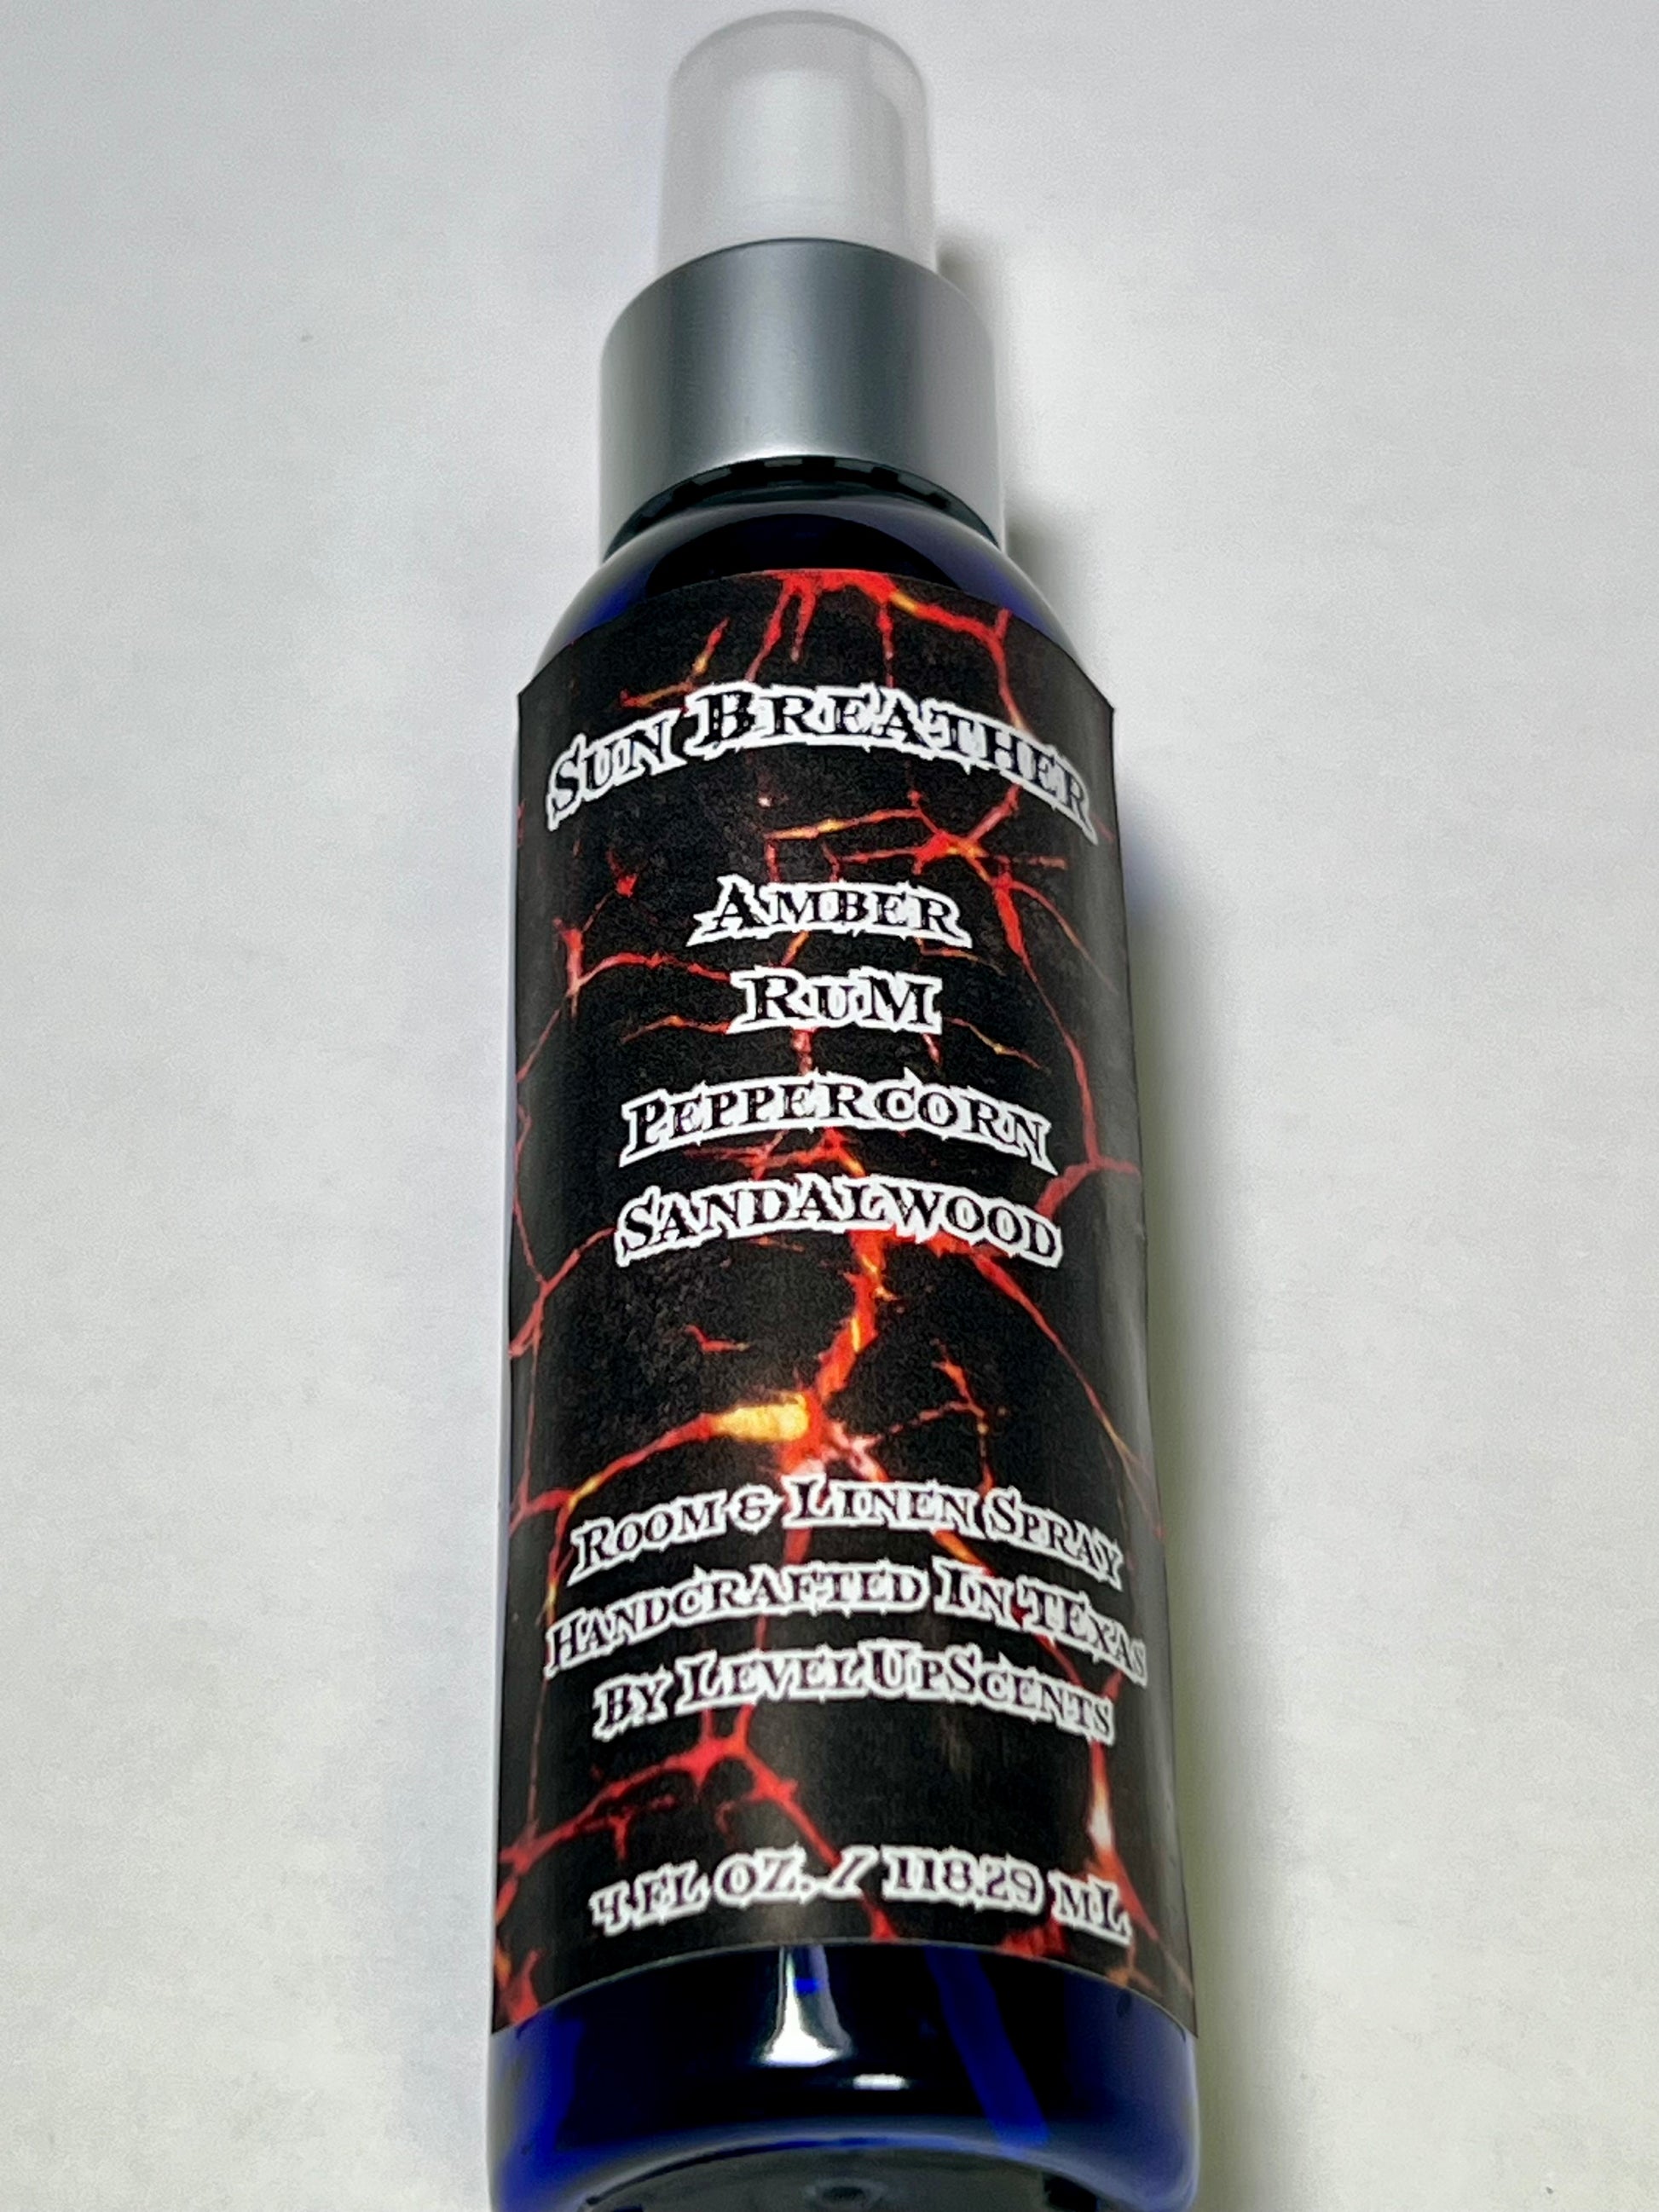 Sun Breather
Amber
Rum
Peppercorn
Sandalwood
Room & Linen Spray
Handcrafted In Texas
By LevelUpScents
4 fl oz. / 118.29 mL